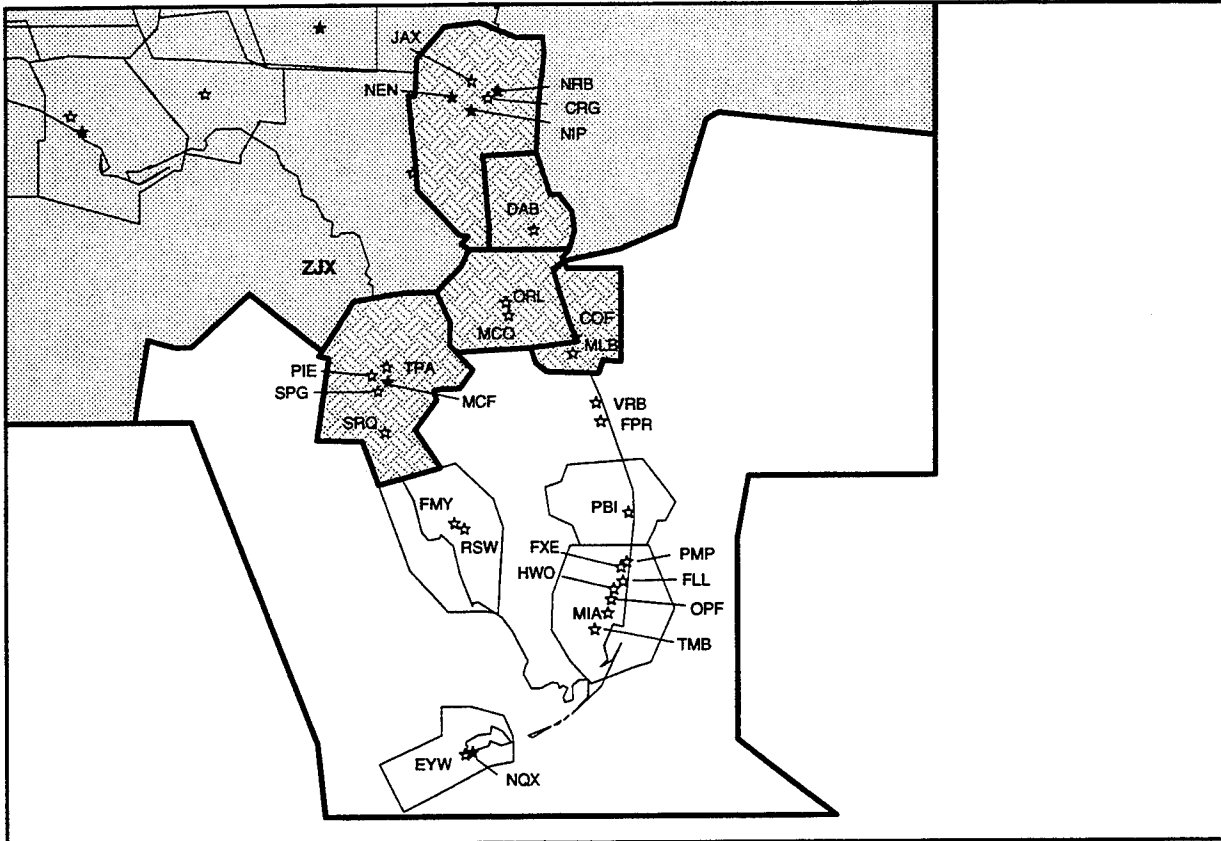 JAX
NEN
NRB
CRG
NIP
DAB
ZJX
ORL
MCO
COF
MLB
PIE
TPA
SPG
MCF
SRQ
VRB
FPR
FMY
RSW
PBI
FXE
PMP
HWO
FLL
OPF
MIA
TMB
EYW
NQX